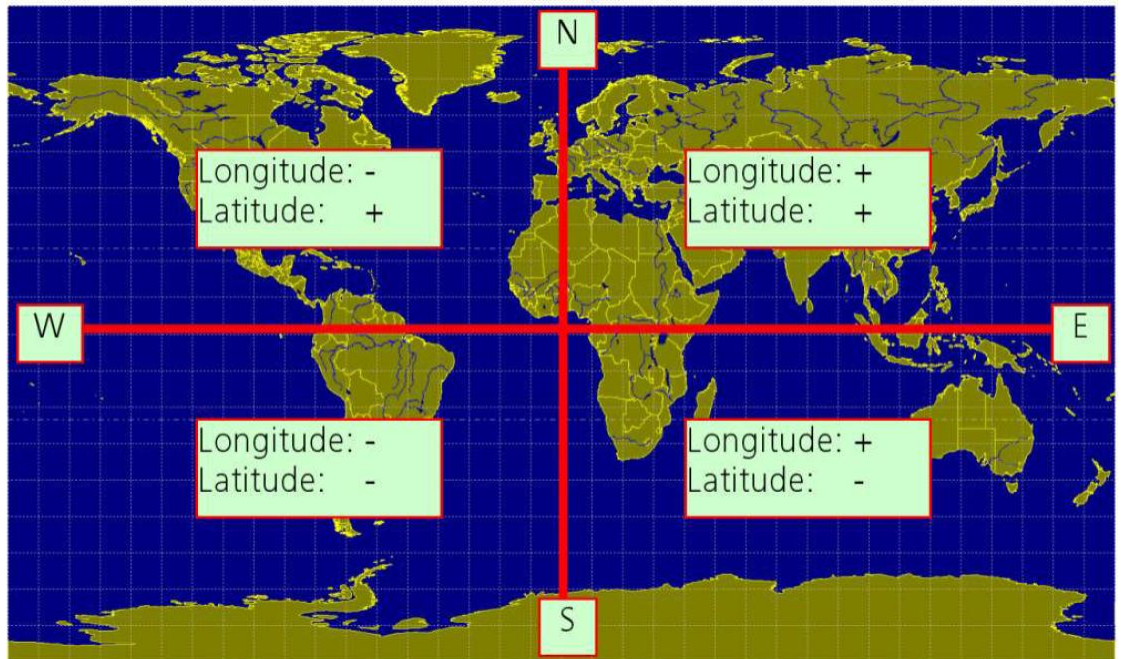 N
Longitude: -
Latitude: +
Longitude: +
Latitude: +
W
E
Longitude: -
Latitude: -
Longitude: +
Latitude: -
S